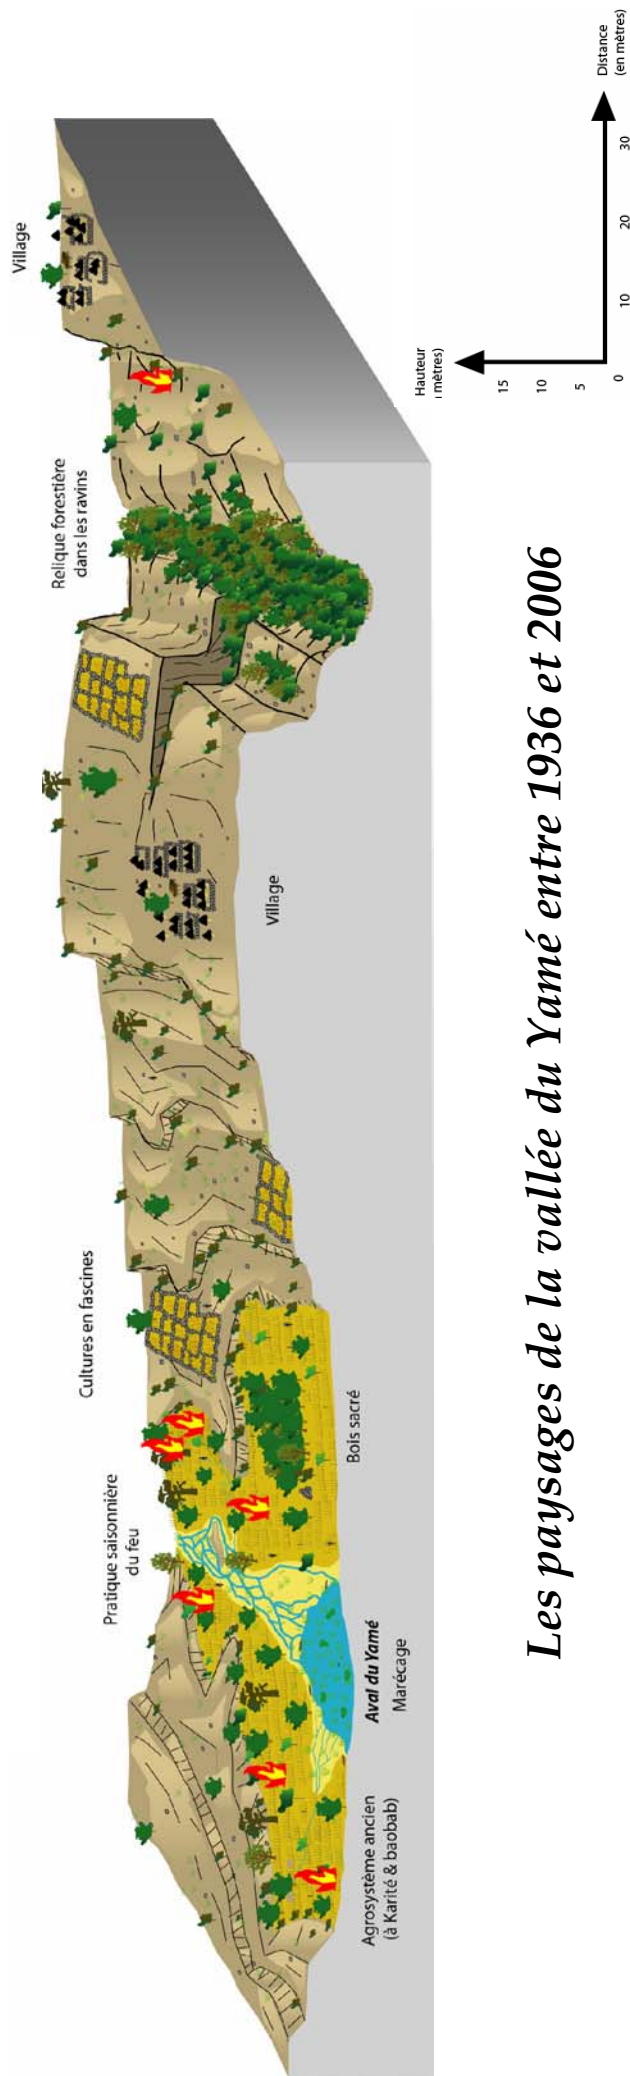 Village
Relique forestière
dans les ravins
Cultures en fascines
Pratique saisonnière
du feu
Village
Bois sacré
Aval du Yamé
Marécage
Agrosystème ancien
(à Karité & baobab)
Hauteur
mètres)
15
10
5
0
10
20
30
Distance
(en mètres)
Les paysages de la vallée du Yamé entre 1936 et 2006